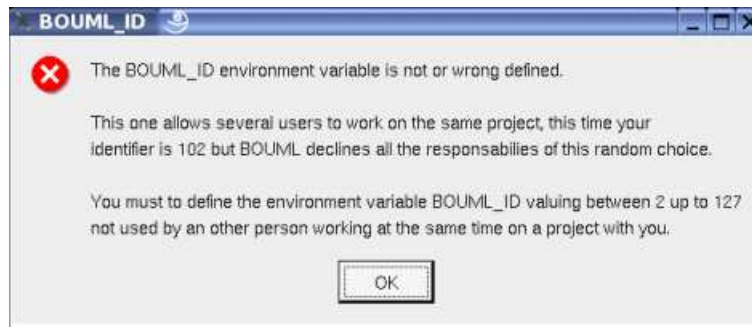 BOUML_ID
The BOUML_ID environment variable is not or wrong defined.
This one allows several users to work on the same project, this time your
identifier is 102 but BOUML declines all the responsabilies of this random choice.
You must to define the environment variable BOUML_ID valuing between 2 up to 127
not used by an other person working at the same time on a project with you.
OK